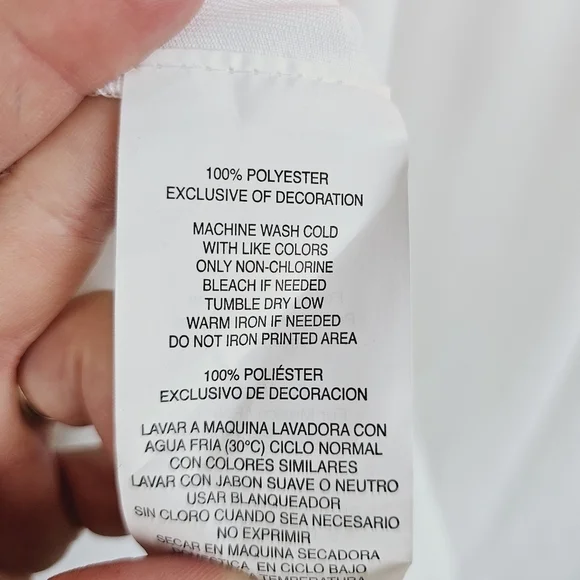 100% POLYESTER
EXCLUSIVE OF DECORATION
MACHINE WASH COLD
WITH LIKE COLORS
ONLY NON-CHLORINE
BLEACH IF NEEDED
TUMBLE DRY LOW
WARM IRON IF NEEDED
DO NOT IRON PRINTED AREA
100% POLIÉSTER
EXCLUSIVO DE DECORACION
LAVAR A MAQUINA LAVADORA CON
AGUA FRIA (30°C) CICLO NORMAL
CON COLORES SIMILARES
LAVAR CON JABON SUAVE O NEUTRO
USAR BLANQUEADOR
SIN CLORO CUANDO SEA NECESARIO
NO EXPRIMIR
SECAR EN MAQUINA SECADORA
EN CICLO BAJO
TEMPERATURA